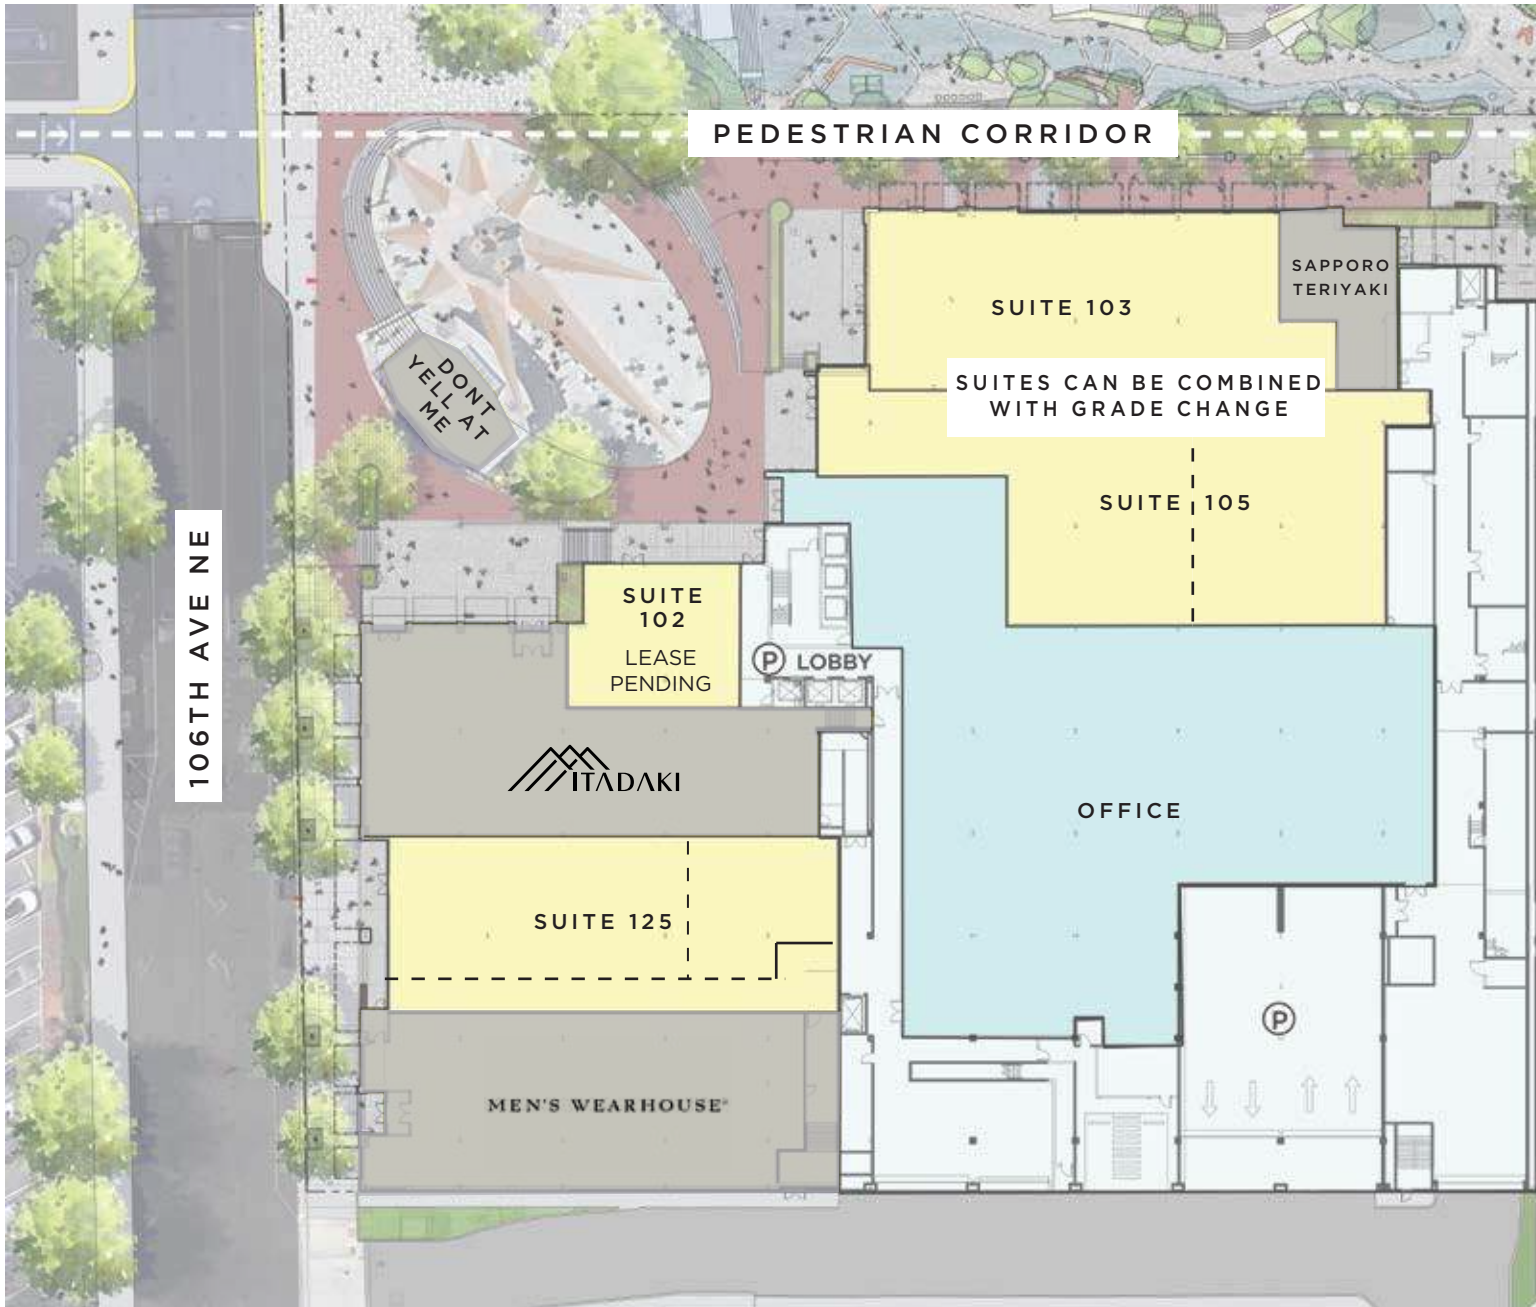 PEDESTRIAN CORRIDOR
SAPPORO
TERIYAKI
SUITE 103
DONT
YELL AT
ME
SUITES CAN BE COMBINED
WITH GRADE CHANGE
SUITE 105
106TH AVE NE
SUITE
102
LEASE
PENDING
P LOBBY
ITADAKI
OFFICE
SUITE 125
P
MEN'S WEARHOUSE